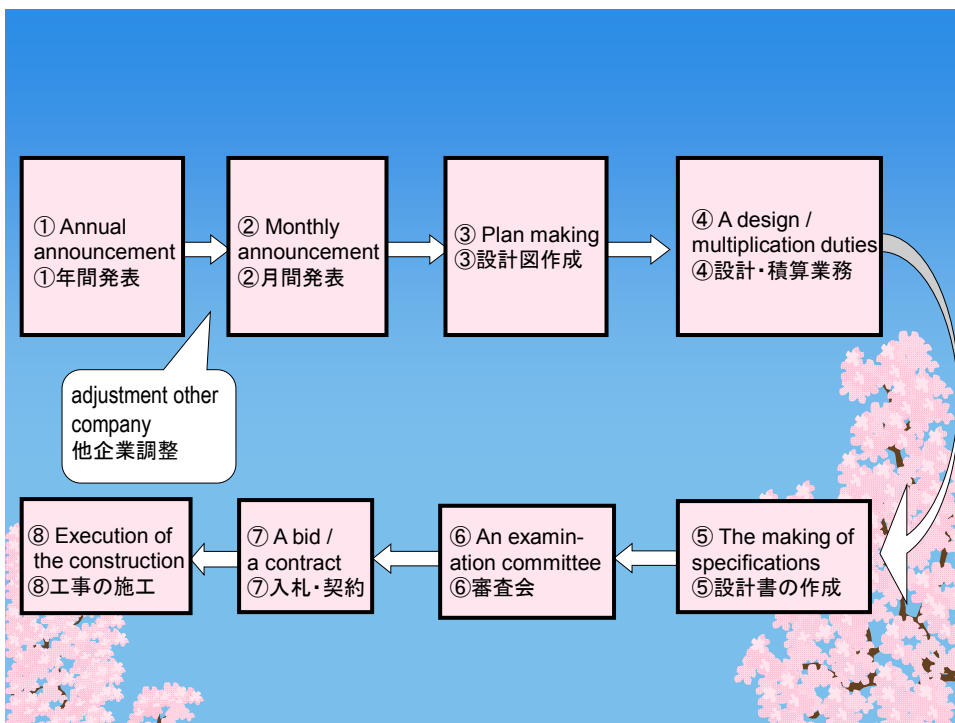 ① Annual
announcement
①年間発表
② Monthly
announcement
②月間発表
③ Plan making
③設計図作成
④ A design /
multiplication duties
④設計・積算業務
adjustment other
company
他企業調整
⑤ The making of
specifications
⑤設計書の作成
⑥ An examin-
ation committee
⑥審査会
⑦ A bid /
a contract
⑦入札・契約
⑧ Execution of
the construction
⑧工事の施工